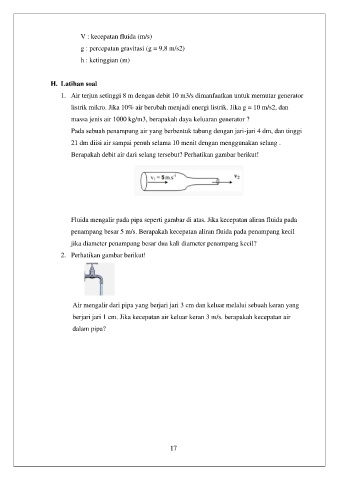 V : kecepatan fluida (m/s)
g : percepatan gravitasi (g = 9,8 m/s2)
h : ketinggian (m)
H. Latihan soal
1. Air terjun setinggi 8 m dengan debit 10 m3/s dimanfaatkan untuk memutar generator
listrik mikro. Jika 10% air berubah menjadi energi listrik. Jika g = 10 m/s2, dan
massa jenis air 1000 kg/m3, berapakah daya keluaran generator ?
Pada sebuah penampung air yang berbentuk tabung dengan jari-jari 4 dm, dan tinggi
21 dm diisi air sampai penuh selama 10 menit dengan menggunakan selang .
Berapakah debit air dari selang tersebut? Perhatikan gambar berikut!
v₁ = 5 m s⁻¹ v₂
Fluida mengalir pada pipa seperti gambar di atas. Jika kecepatan aliran fluida pada
penampang besar 5 m/s. Berapakah kecepatan aliran fluida pada penampang kecil
jika diameter penampang besar dua kali diameter penampang kecil?
2. Perhatikan gambar berikut!
Air mengalir dari pipa yang berjari jari 3 cm dan keluar melalui sebuah keran yang
berjari jari 1 cm. Jika kecepatan air keluar keran 3 m/s, berapakah kecepatan air
dalam pipa?
17